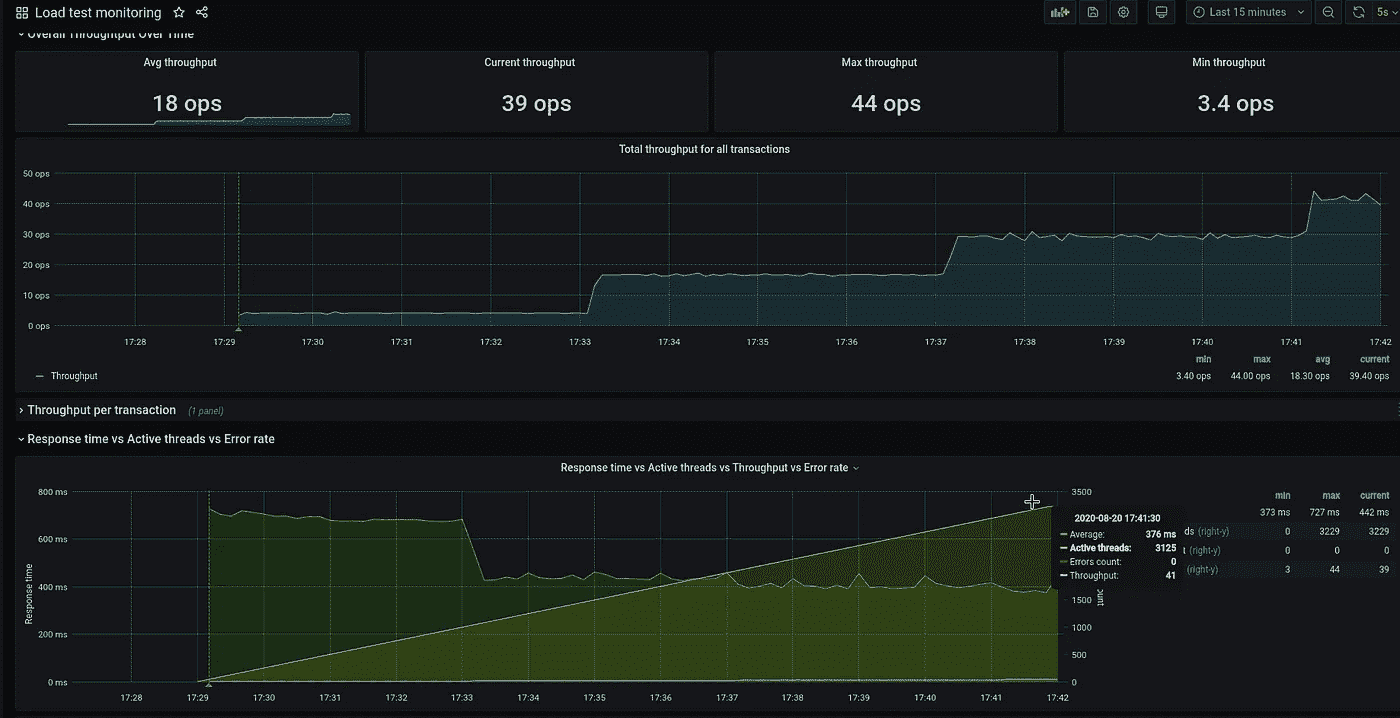 Load test monitoring
Last 15 minutes
5s
Overall Throughput Over Time
Avg throughput
18 ops
Current throughput
39 ops
Max throughput
44 ops
Min throughput
3.4 ops
Total throughput for all transactions
50 ops
40 ops
30 ops
20 ops
10 ops
0 ops
17:28 17:29 17:30 17:31 17:32 17:33 17:34 17:35 17:36 17:37 17:38 17:39 17:40 17:41 17:42
min max avg current
Throughput 3.40 ops 44.00 ops 18.30 ops 39.40 ops
Throughput per transaction (1 panel)
Response time vs Active threads vs Error rate
Response time vs Active threads vs Throughput vs Error rate
Response time
800 ms
600 ms
400 ms
200 ms
0 ms
17:28 17:29 17:30 17:31 17:32 17:33 17:34 17:35 17:36 17:37 17:38 17:39 17:40 17:41 17:42
3500
1500
1000
500
0
2020-08-20 17:41:30
Average: 376 ms
Active threads: 3125
Errors count: 0
Throughput: 41
min max current
373 ms 727 ms 442 ms
ds (right-y) 0 3229 3229
t (right-y) 0 0 0
(right-y) 3 44 39